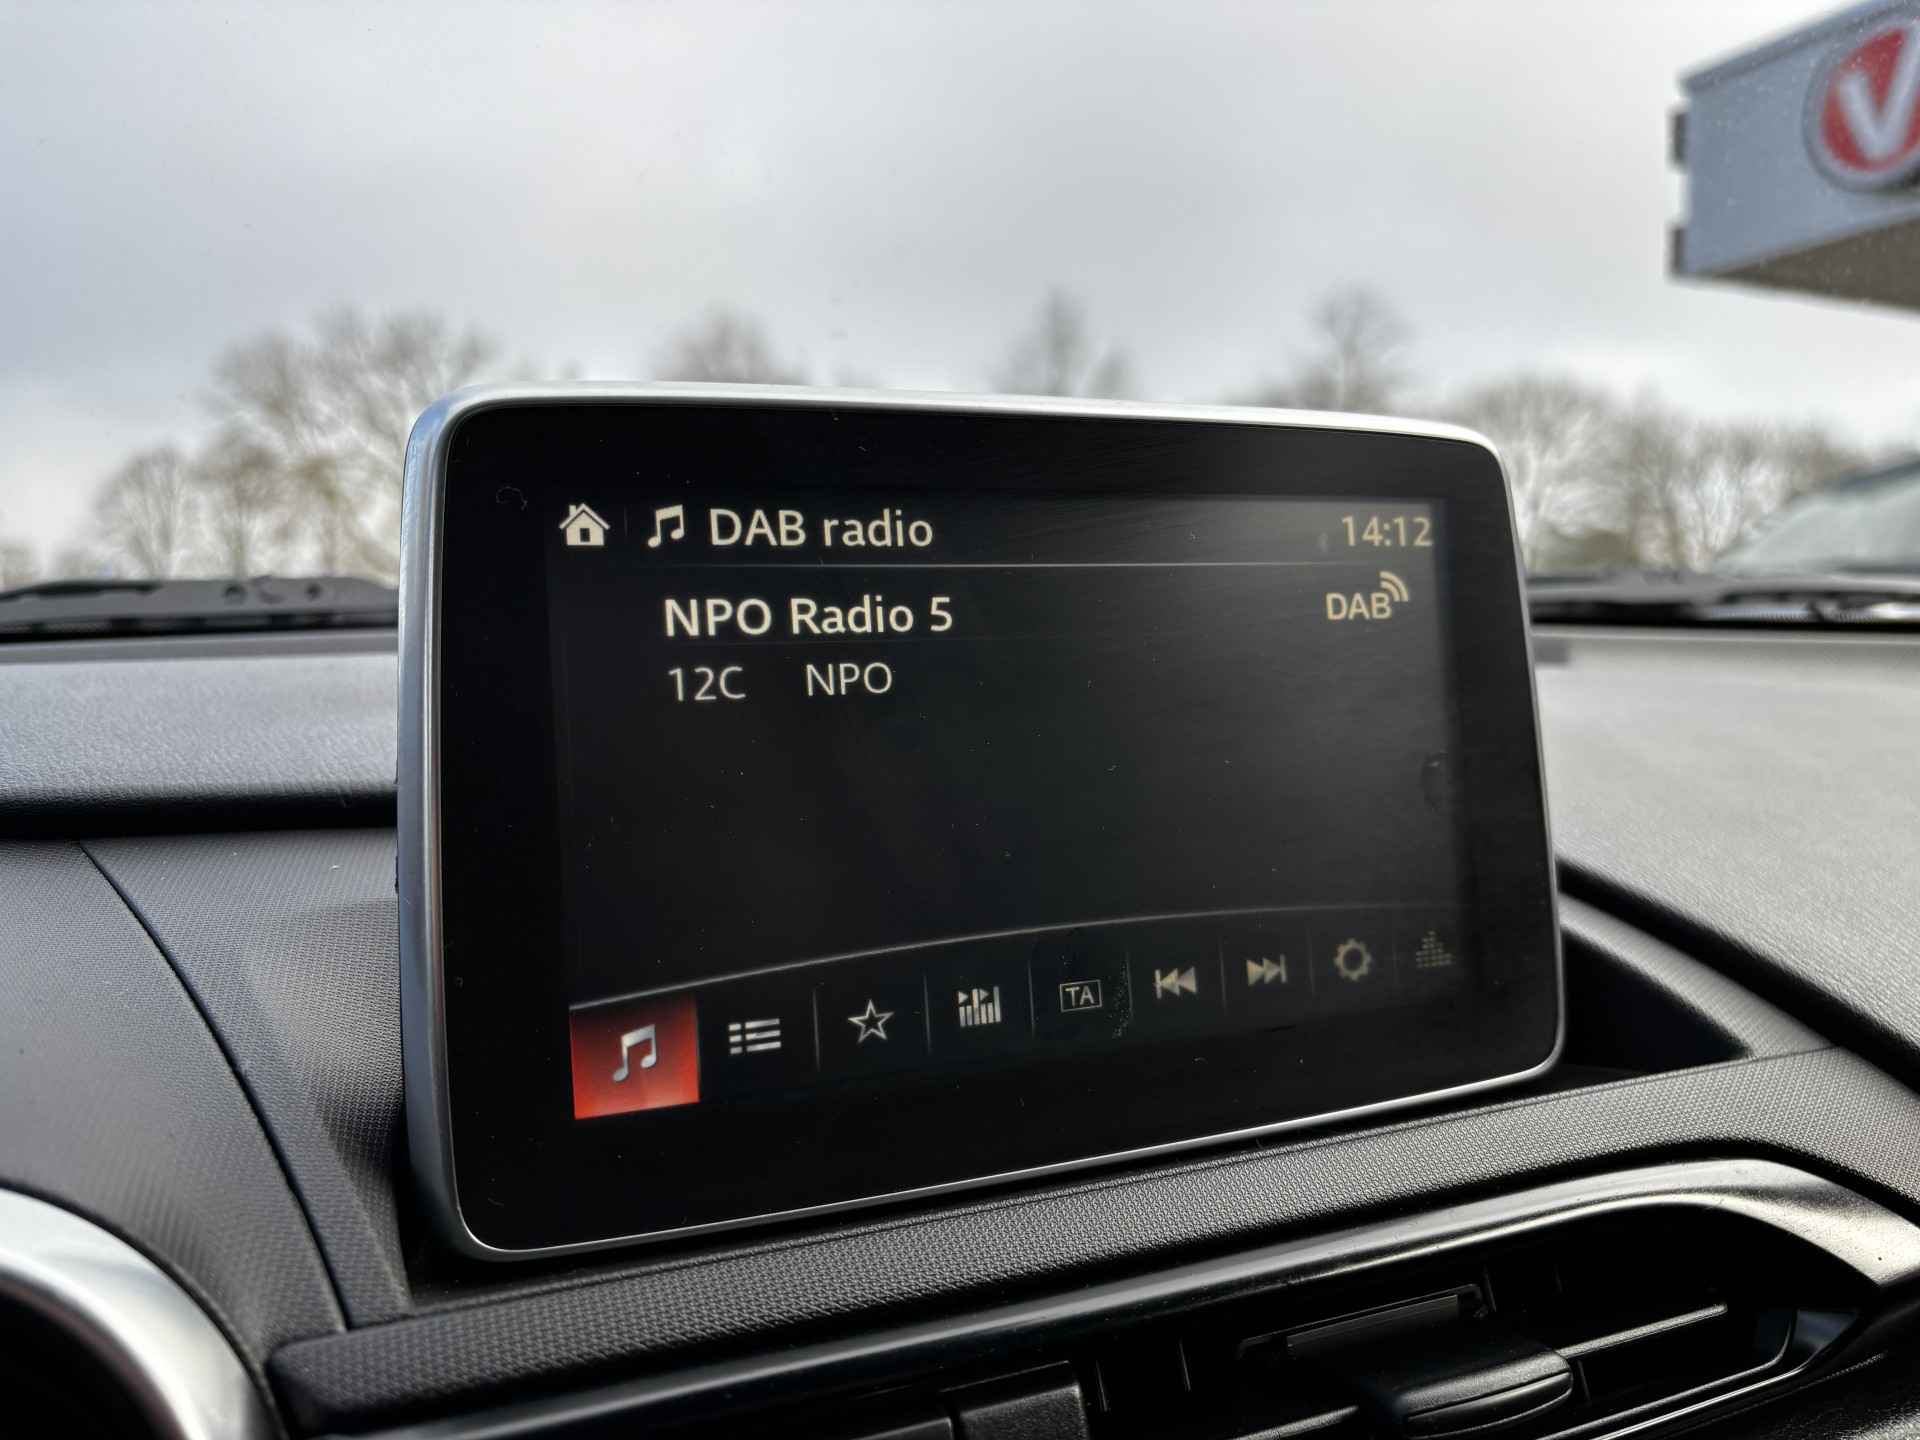 DAB radio 14:12
NPO Radio 5 DAB
12C NPO
TA
V